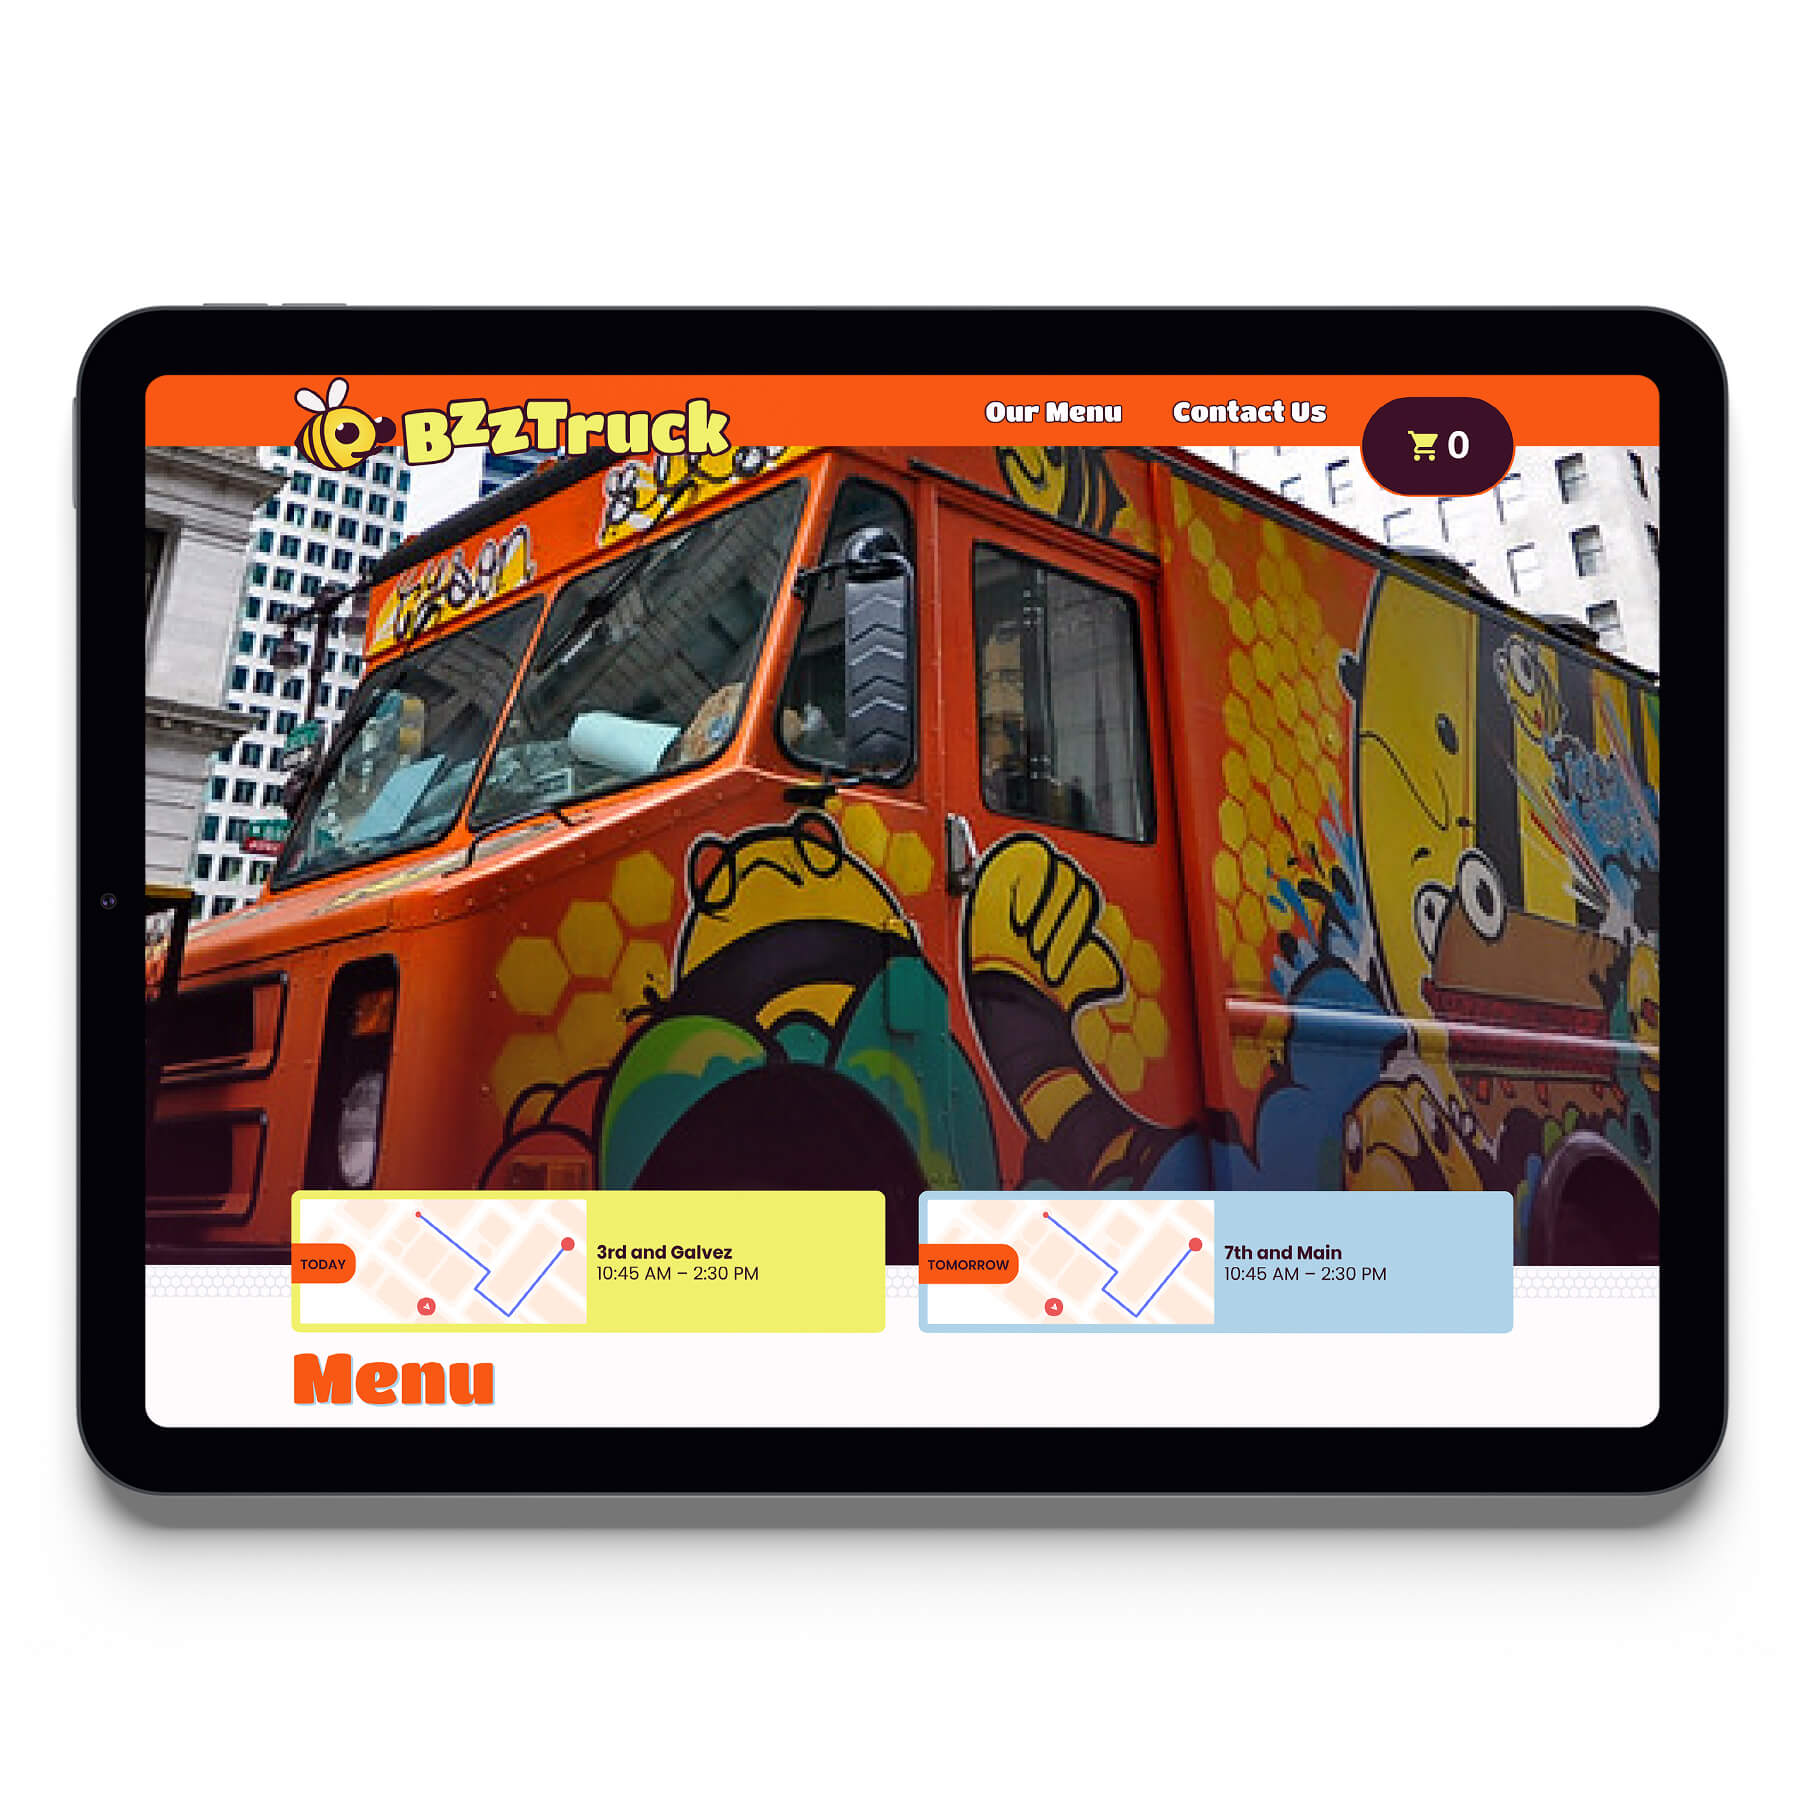 BzzTruck
Our Menu
Contact Us
0
TODAY
3rd and Galvez
10:45 AM – 2:30 PM
TOMORROW
7th and Main
10:45 AM – 2:30 PM
Menu